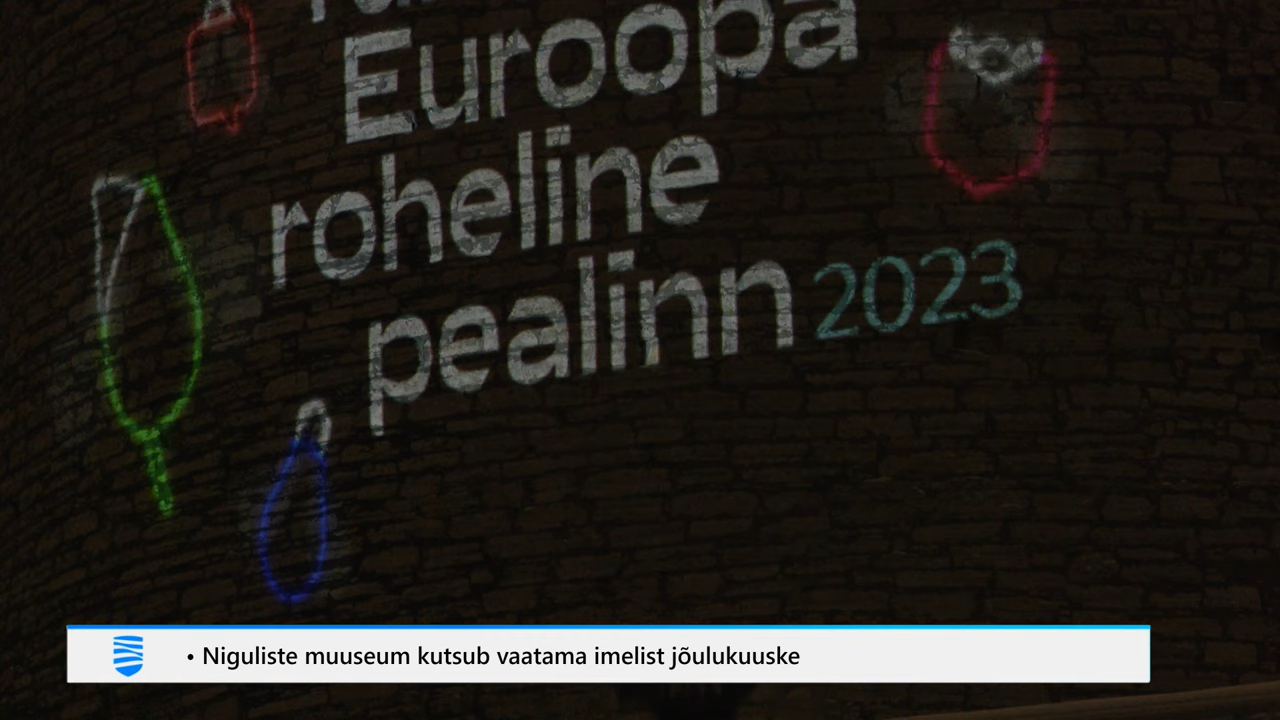 Euroopa
roheline
pealinn 2023
• Niguliste muuseum kutsub vaatama imelist jõulukuuske